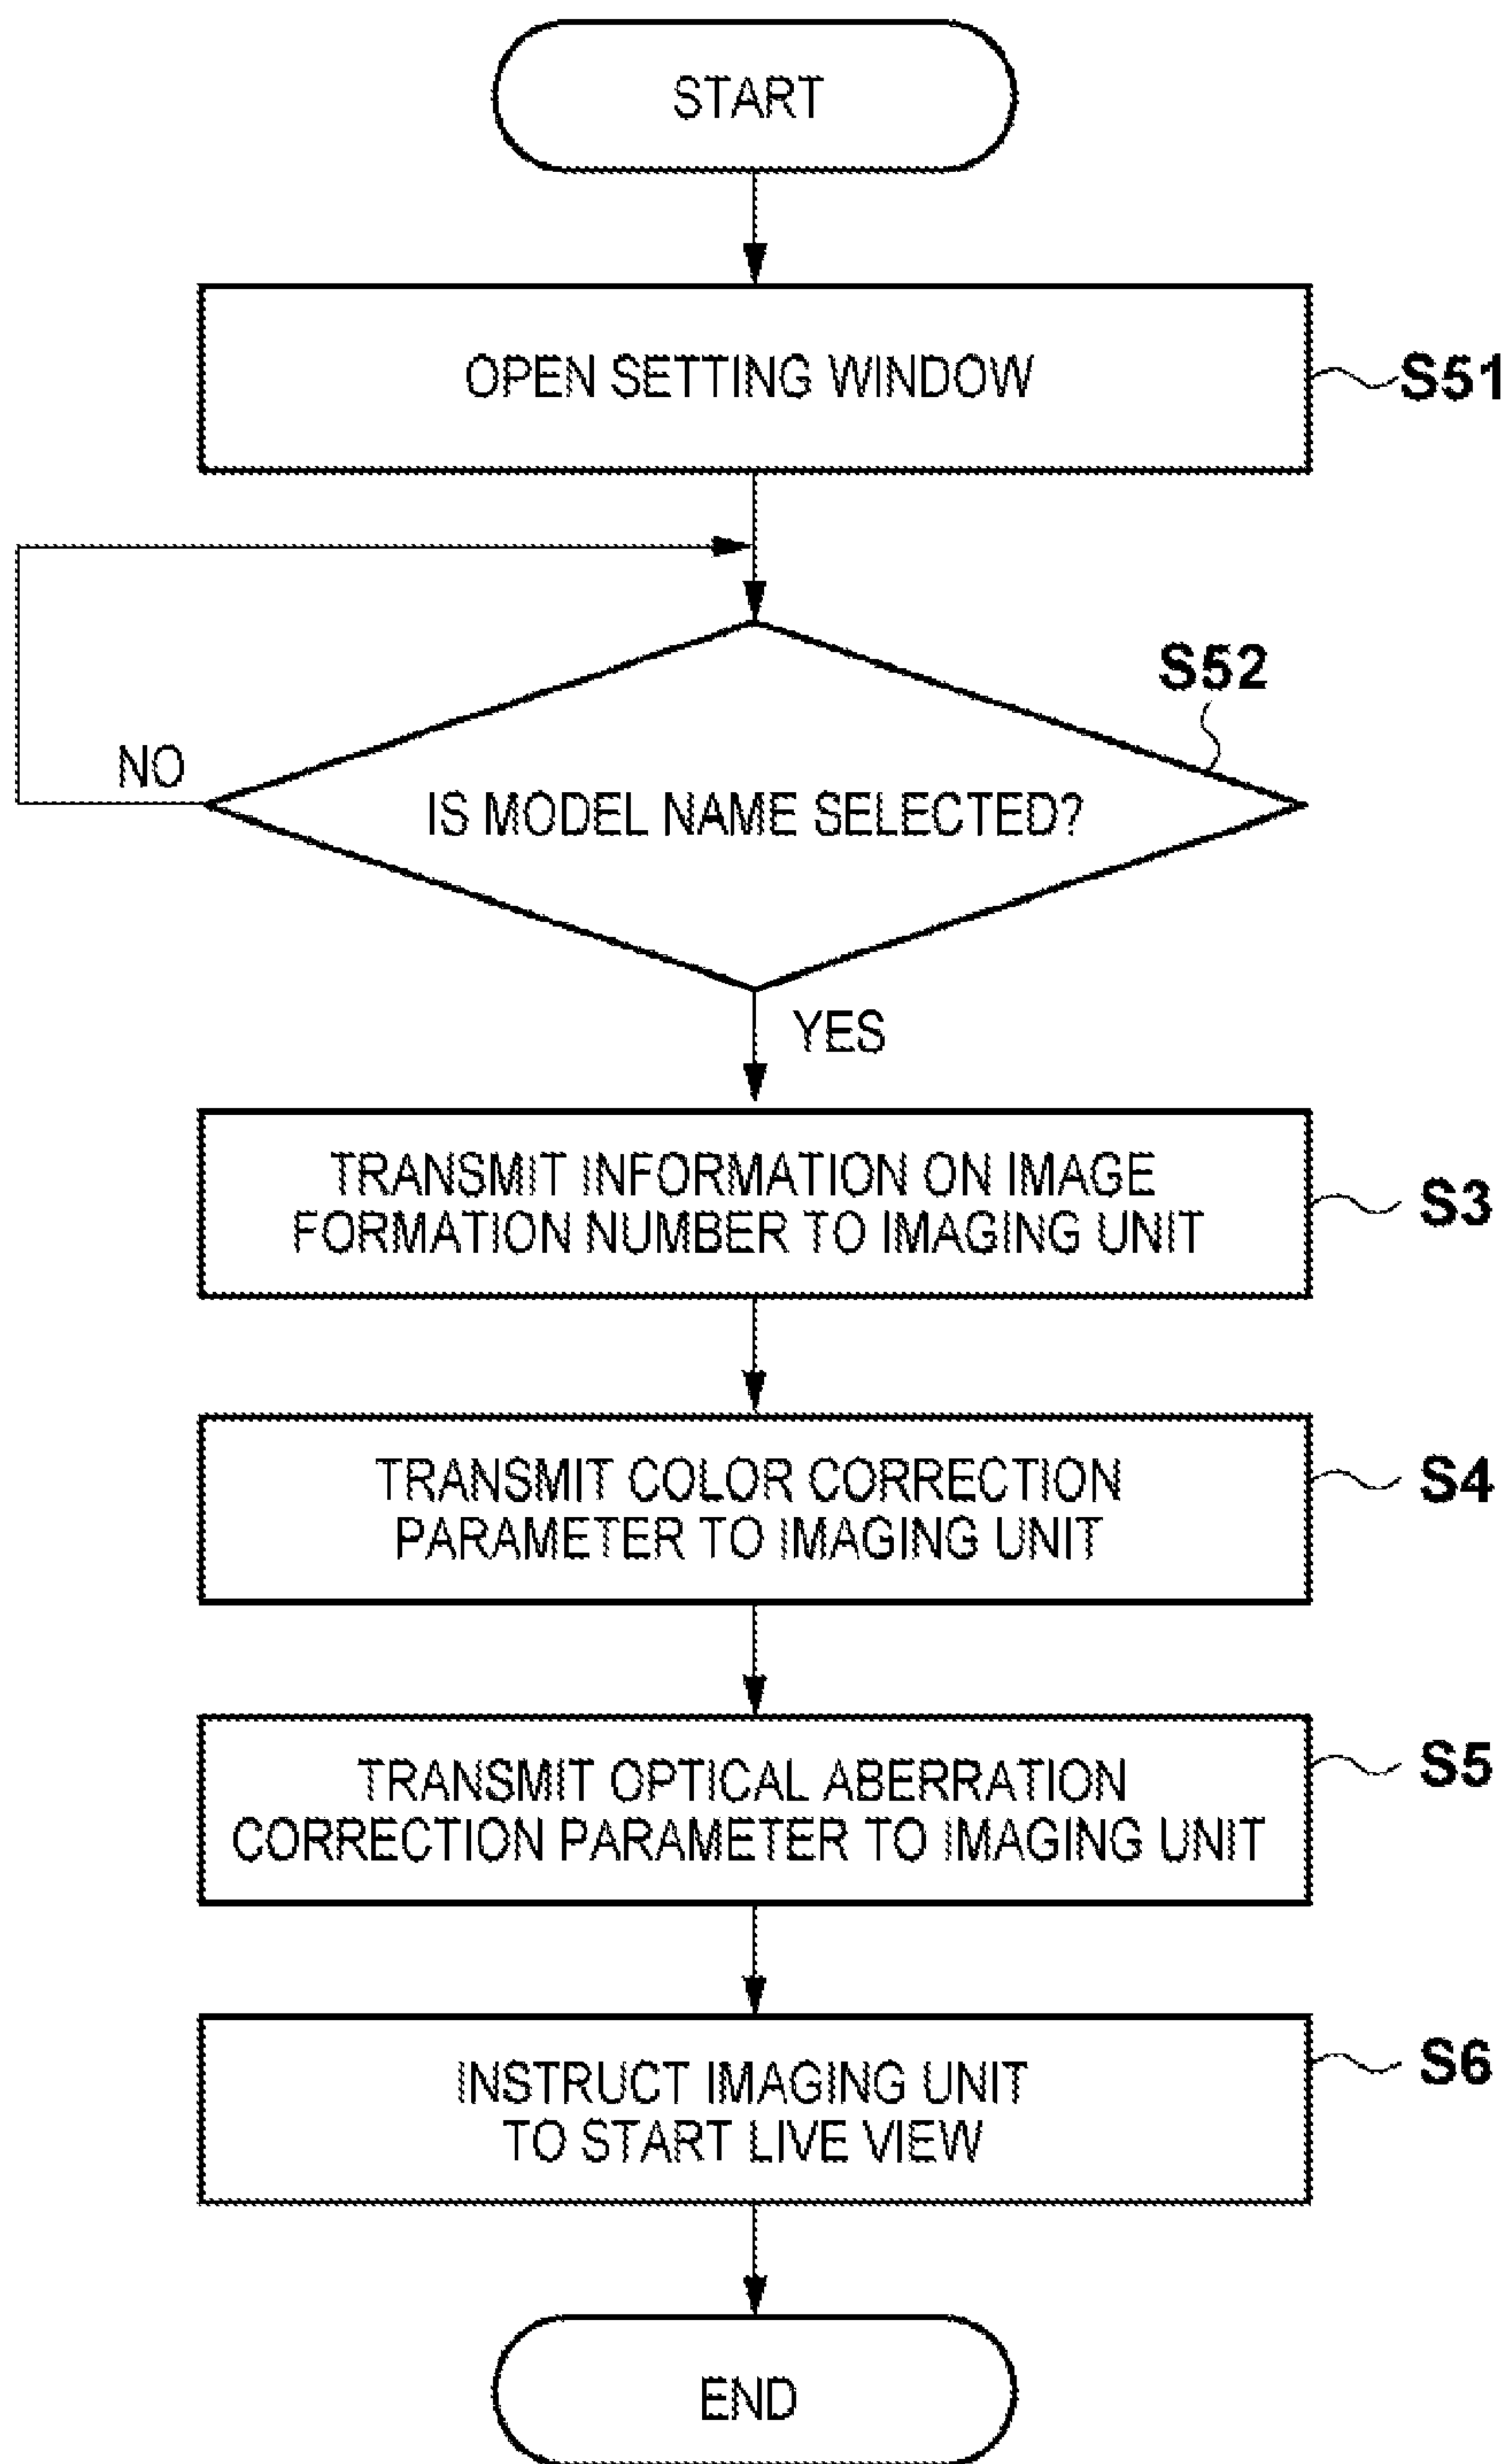 START
OPEN SETTING WINDOW
S51
S52
NO
IS MODEL NAME SELECTED?
YES
TRANSMIT INFORMATION ON IMAGE
FORMATION NUMBER TO IMAGING UNIT
S3
TRANSMIT COLOR CORRECTION
PARAMETER TO IMAGING UNIT
S4
TRANSMIT OPTICAL ABERRATION
CORRECTION PARAMETER TO IMAGING UNIT
S5
INSTRUCT IMAGING UNIT
TO START LIVE VIEW
S6
END